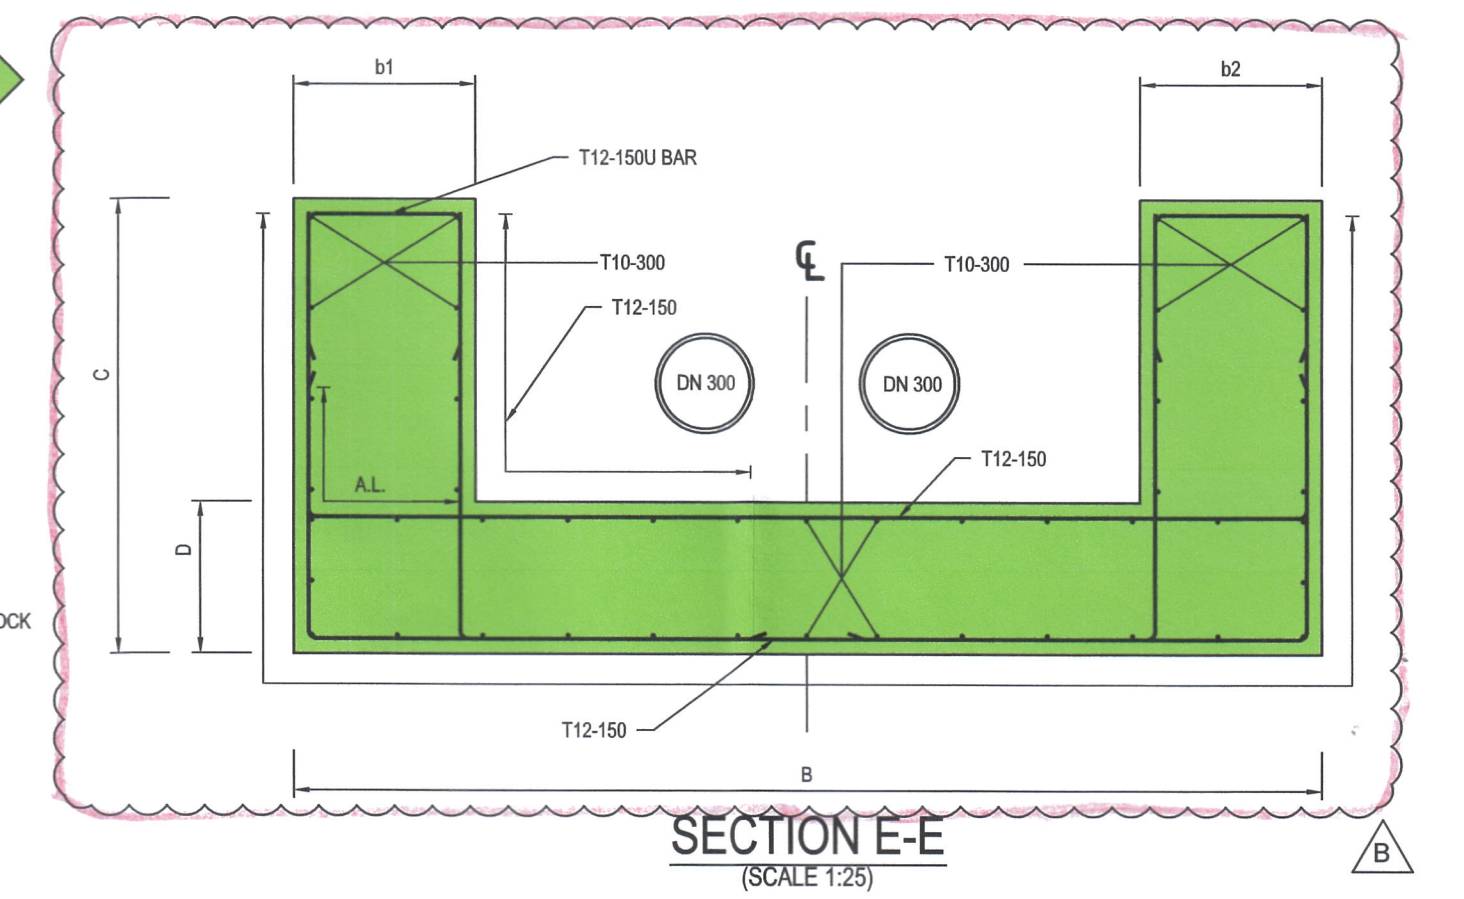 b1
b2
T12-150U BAR
T10-300
℄
T10-300
T12-150
DN 300
DN 300
C
T12-150
A.L.
D
OCK
T12-150
B
SECTION E-E
(SCALE 1:25)
B